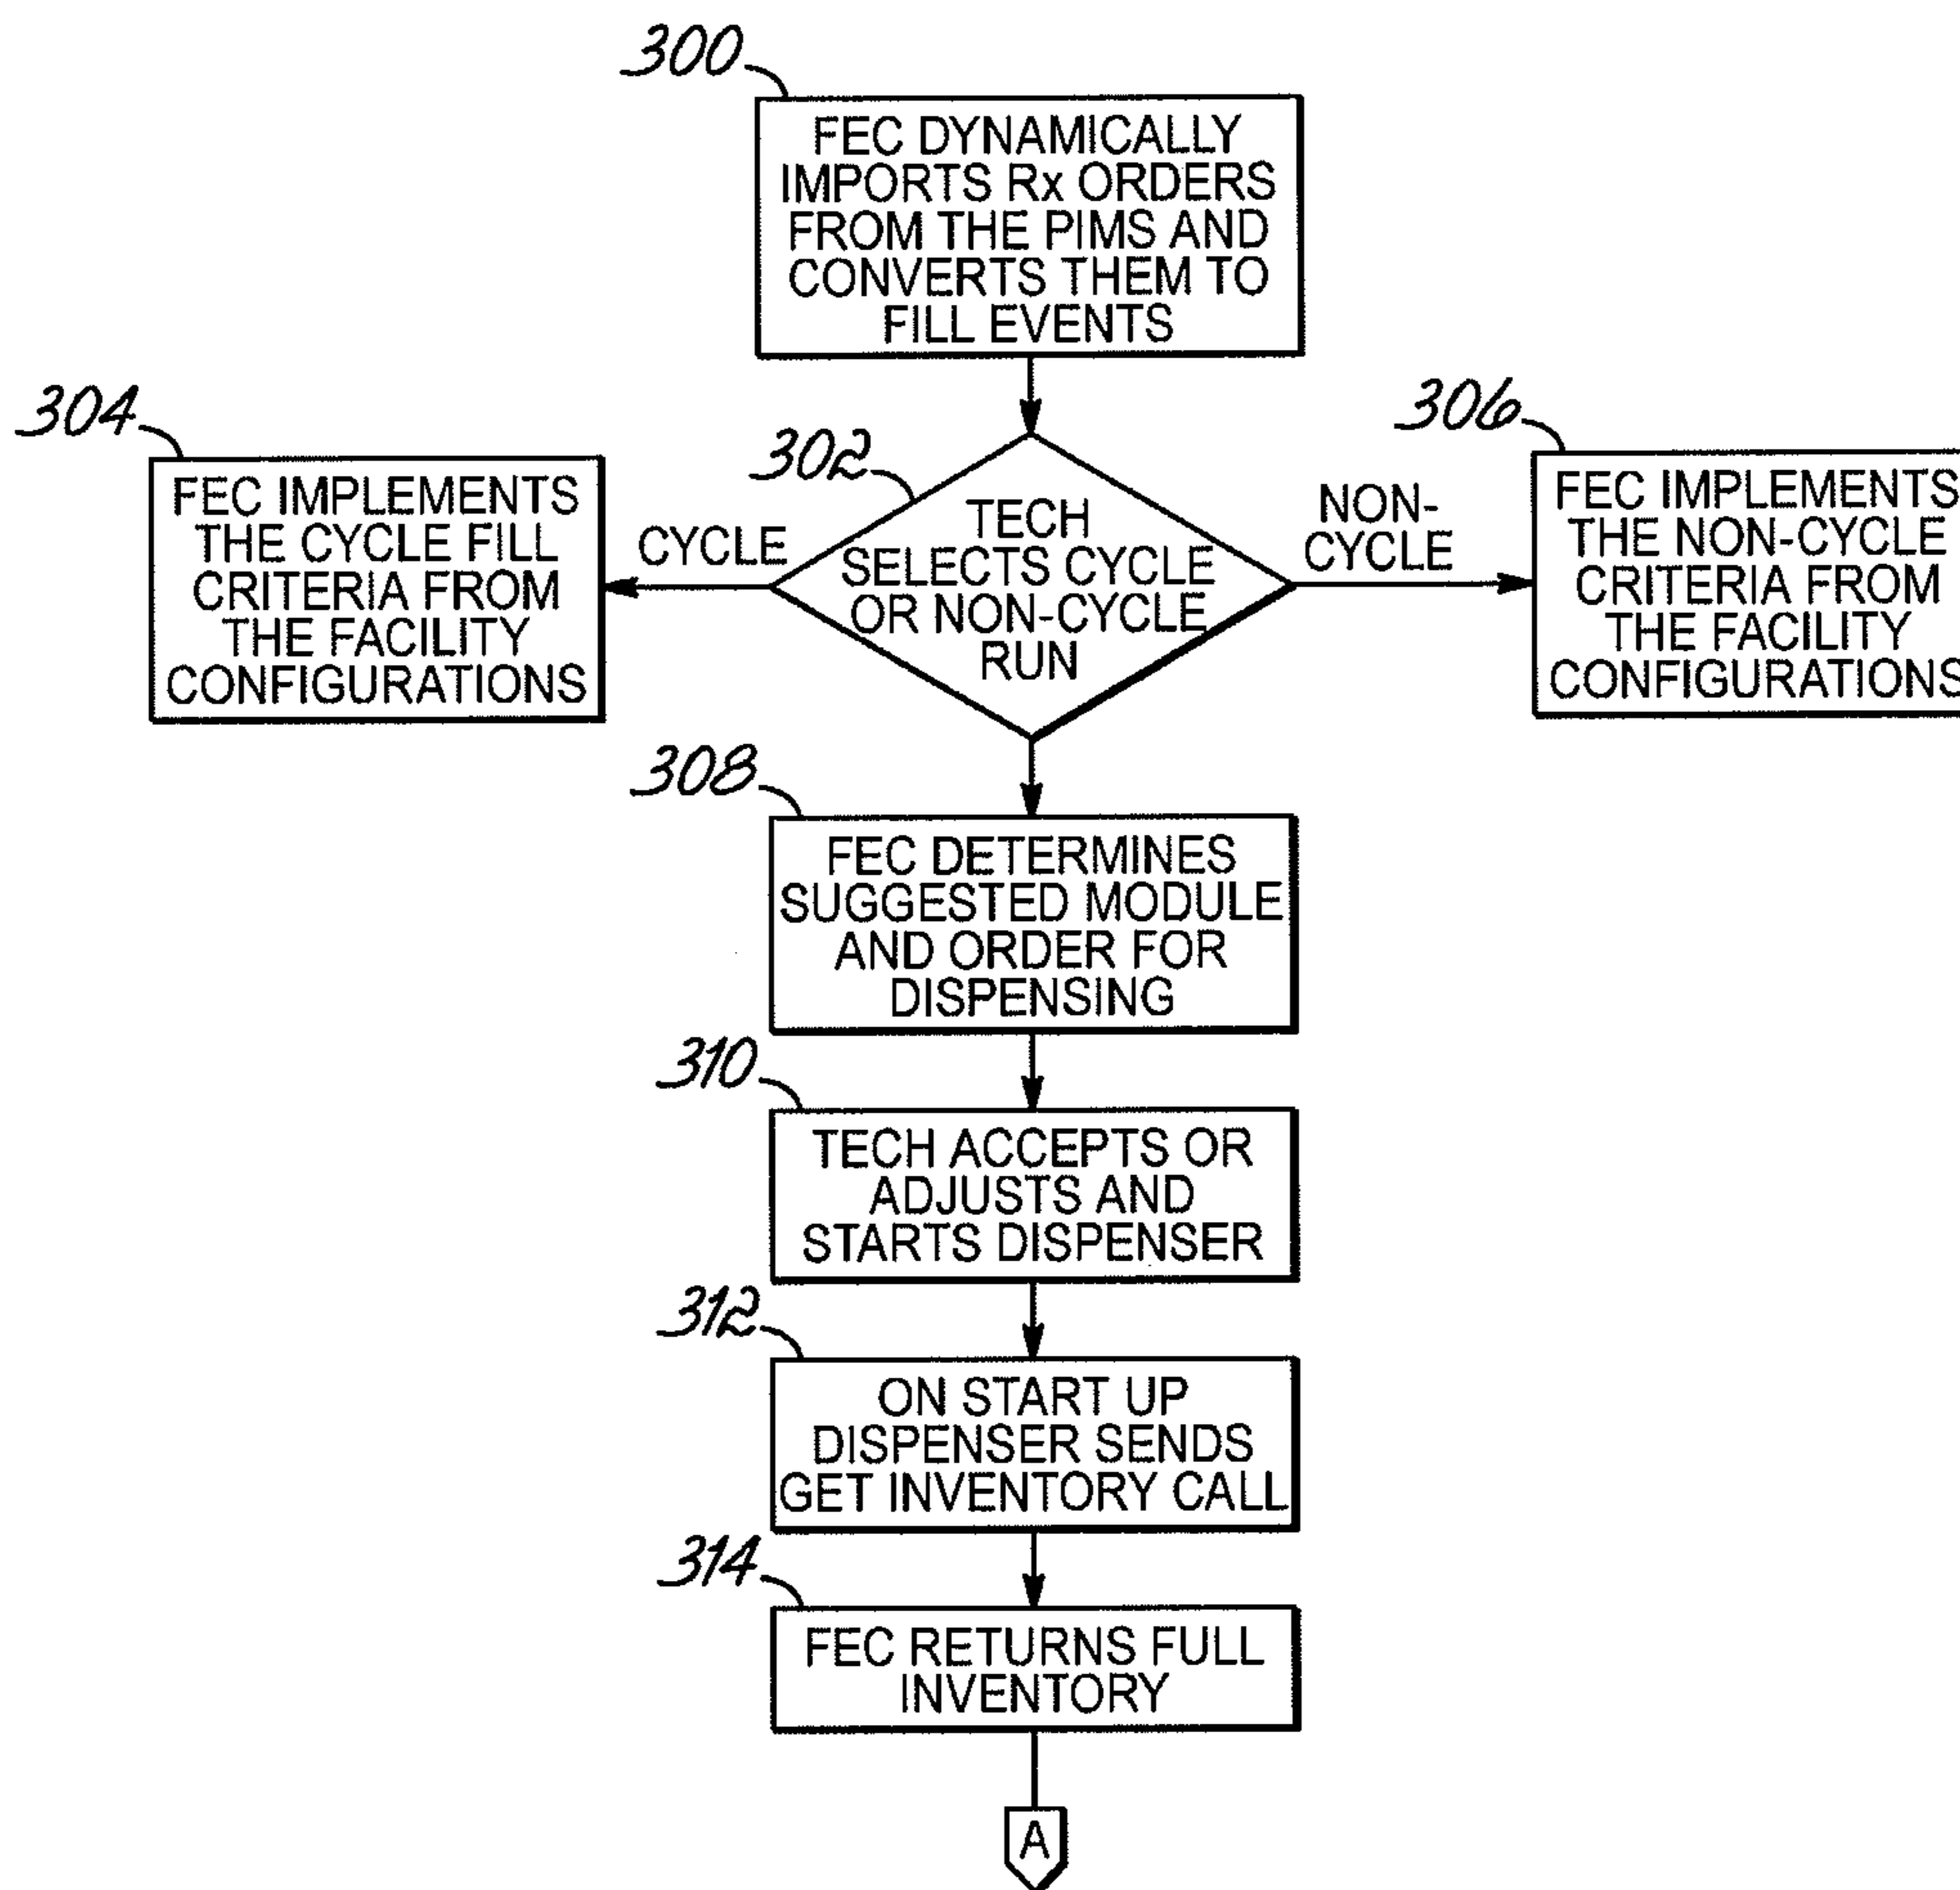 300
FEC DYNAMICALLY
IMPORTS Rx ORDERS
FROM THE PIMS AND
CONVERTS THEM TO
FILL EVENTS
304
FEC IMPLEMENTS
THE CYCLE FILL
CRITERIA FROM
THE FACILITY
CONFIGURATIONS
CYCLE
302
TECH
SELECTS CYCLE
OR NON-CYCLE
RUN
NON-
CYCLE
306
FEC IMPLEMENTS
THE NON-CYCLE
CRITERIA FROM
THE FACILITY
CONFIGURATIONS
308
FEC DETERMINES
SUGGESTED MODULE
AND ORDER FOR
DISPENSING
310
TECH ACCEPTS OR
ADJUSTS AND
STARTS DISPENSER
312
ON START UP
DISPENSER SENDS
GET INVENTORY CALL
314
FEC RETURNS FULL
INVENTORY
A